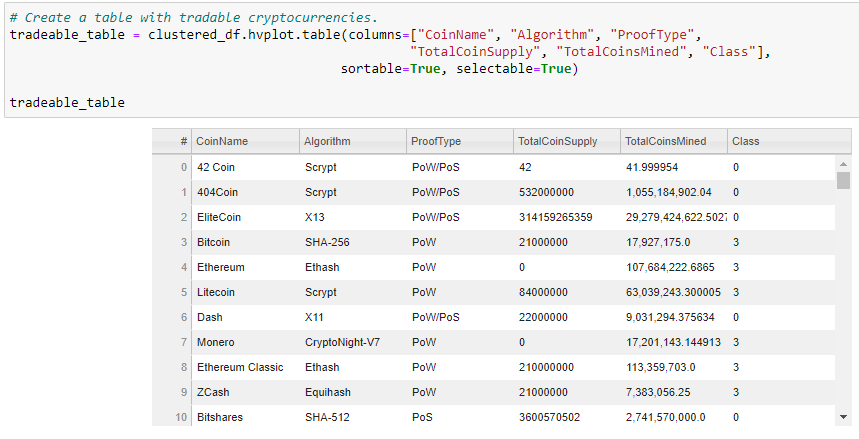 # Create a table with tradable cryptocurrencies.
tradeable_table = clustered_df.hvplot.table(columns=["CoinName", "Algorithm", "ProofType",
"TotalCoinSupply", "TotalCoinsMined", "Class"],
sortable=True, selectable=True)
tradeable_table
# CoinName Algorithm ProofType TotalCoinSupply TotalCoinsMined Class
0 42 Coin Scrypt PoW/PoS 42 41.999954 0
1 404Coin Scrypt PoW/PoS 532000000 1,055,184,902.04 0
2 EliteCoin X13 PoW/PoS 314159265359 29,279,424,622.5027 0
3 Bitcoin SHA-256 PoW 21000000 17,927,175.0 3
4 Ethereum Ethash PoW 0 107,684,222.6865 3
5 Litecoin Scrypt PoW 84000000 63,039,243.300005 3
6 Dash X11 PoW/PoS 22000000 9,031,294.375634 0
7 Monero CryptoNight-V7 PoW 0 17,201,143.144913 3
8 Ethereum Classic Ethash PoW 210000000 113,359,703.0 3
9 ZCash Equihash PoW 21000000 7,383,056.25 3
10 Bitshares SHA-512 PoS 3600570502 2,741,570,000.0 0